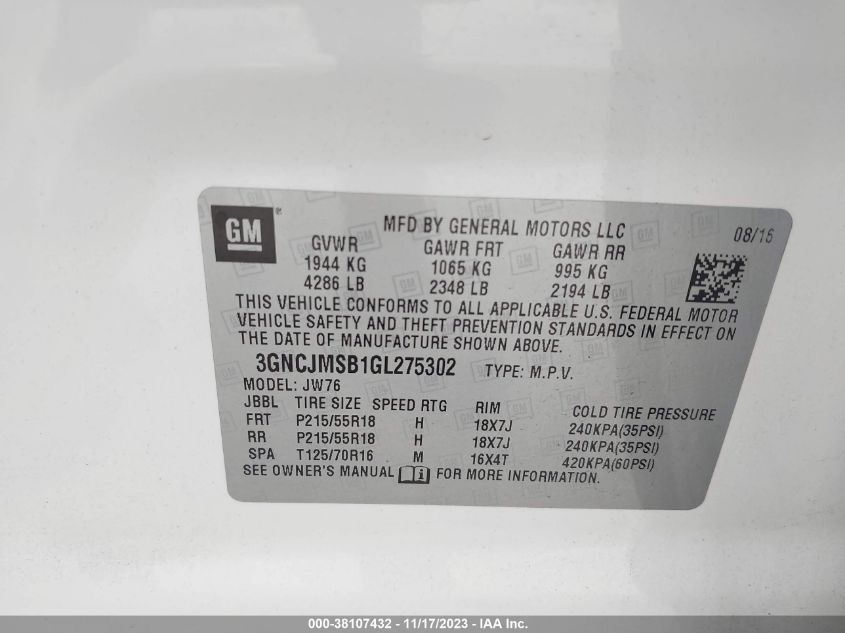 GM ®
MFD BY GENERAL MOTORS LLC 08/15
GVWR GAWR FRT GAWR RR
1944 KG 1065 KG 995 KG
4286 LB 2348 LB 2194 LB
THIS VEHICLE CONFORMS TO ALL APPLICABLE U.S. FEDERAL MOTOR
VEHICLE SAFETY AND THEFT PREVENTION STANDARDS IN EFFECT ON
THE DATE OF MANUFACTURE SHOWN ABOVE.
3GNCJMSB1GL275302 TYPE: M.P.V.
MODEL: JW76
JBBL TIRE SIZE SPEED RTG RIM COLD TIRE PRESSURE
FRT P215/55R18 H 18X7J 240KPA(35PSI)
RR P215/55R18 H 18X7J 240KPA(35PSI)
SPA T125/70R16 M 16X4T 420KPA(60PSI)
SEE OWNER'S MANUAL i FOR MORE INFORMATION.
000-38107432 - 11/17/2023 - IAA Inc.